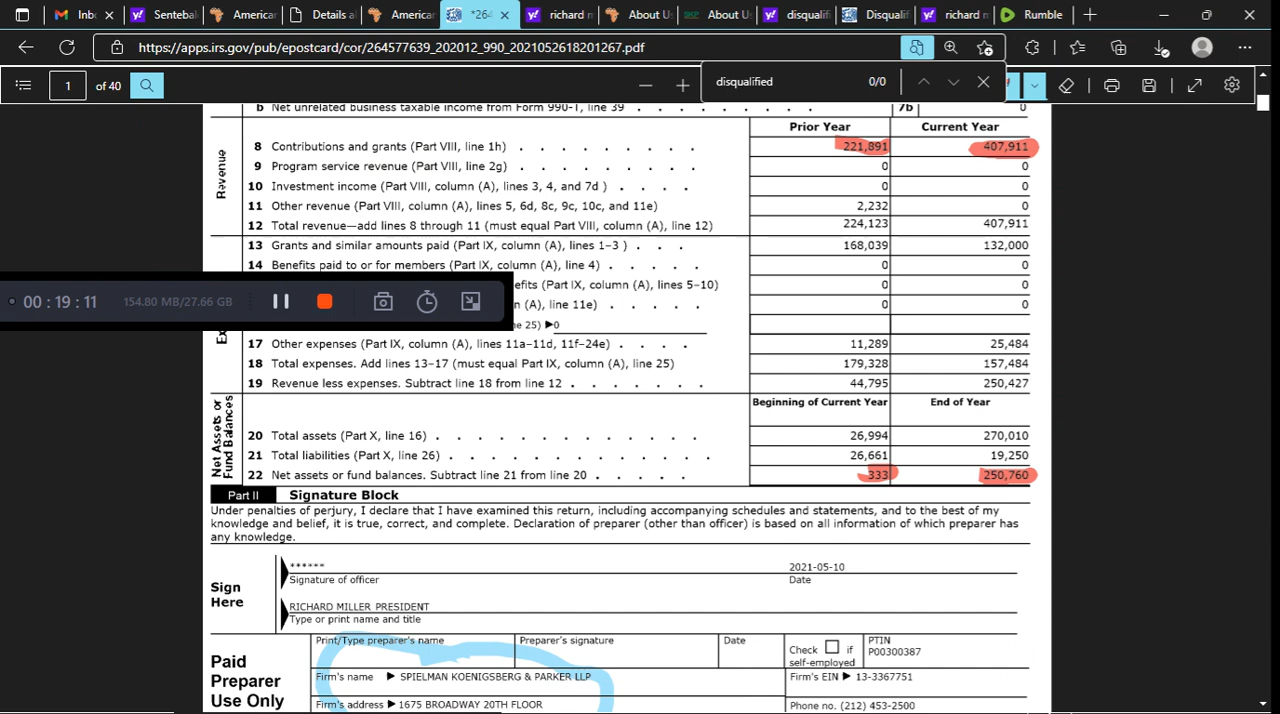 Inbo
Senteba
American
Details a
American
*264
richard m
About U
About Us
disqualifi
Disqualif
richard m
Rumble
https://apps.irs.gov/pub/epostcard/cor/264577639_202012_990_2021052618201267.pdf
1 of 40
disqualified 0/0
b Net unrelated business taxable income from Form 990-T, line 39 . . . . . . . . . 7b 0
Prior Year Current Year
Revenue
8 Contributions and grants (Part VIII, line 1h) . . . . . . . . . 221,891 407,911
9 Program service revenue (Part VIII, line 2g) . . . . . . . . . 0 0
10 Investment income (Part VIII, column (A), lines 3, 4, and 7d ) . . . . 0 0
11 Other revenue (Part VIII, column (A), lines 5, 6d, 8c, 9c, 10c, and 11e) 2,232 0
12 Total revenue—add lines 8 through 11 (must equal Part VIII, column (A), line 12) 224,123 407,911
13 Grants and similar amounts paid (Part IX, column (A), lines 1–3 ) . . . 168,039 132,000
14 Benefits paid to or for members (Part IX, column (A), line 4) . . . . . 0 0
00 : 19 : 11 154.80 MB/27.66 GB
efits (Part IX, column (A), lines 5–10) 0 0
n (A), line 11e) . . . . . 0 0
ne 25) ▶0
17 Other expenses (Part IX, column (A), lines 11a–11d, 11f–24e) . . . . 11,289 25,484
18 Total expenses. Add lines 13–17 (must equal Part IX, column (A), line 25) 179,328 157,484
19 Revenue less expenses. Subtract line 18 from line 12 . . . . . . . 44,795 250,427
Net Assets or Fund Balances
Beginning of Current Year End of Year
20 Total assets (Part X, line 16) . . . . . . . . . . . . . 26,994 270,010
21 Total liabilities (Part X, line 26) . . . . . . . . . . . . . 26,661 19,250
22 Net assets or fund balances. Subtract line 21 from line 20 . . . . . 333 250,760
Part II Signature Block
Under penalties of perjury, I declare that I have examined this return, including accompanying schedules and statements, and to the best of my
knowledge and belief, it is true, correct, and complete. Declaration of preparer (other than officer) is based on all information of which preparer has
any knowledge.
Sign Here
****** 2021-05-10
Signature of officer Date
RICHARD MILLER PRESIDENT
Type or print name and title
Paid Preparer Use Only
Print/Type preparer's name Preparer's signature Date Check if self-employed PTIN P00300387
Firm's name ▶ SPIELMAN KOENIGSBERG & PARKER LLP Firm's EIN ▶ 13-3367751
Firm's address ▶ 1675 BROADWAY 20TH FLOOR Phone no. (212) 453-2500